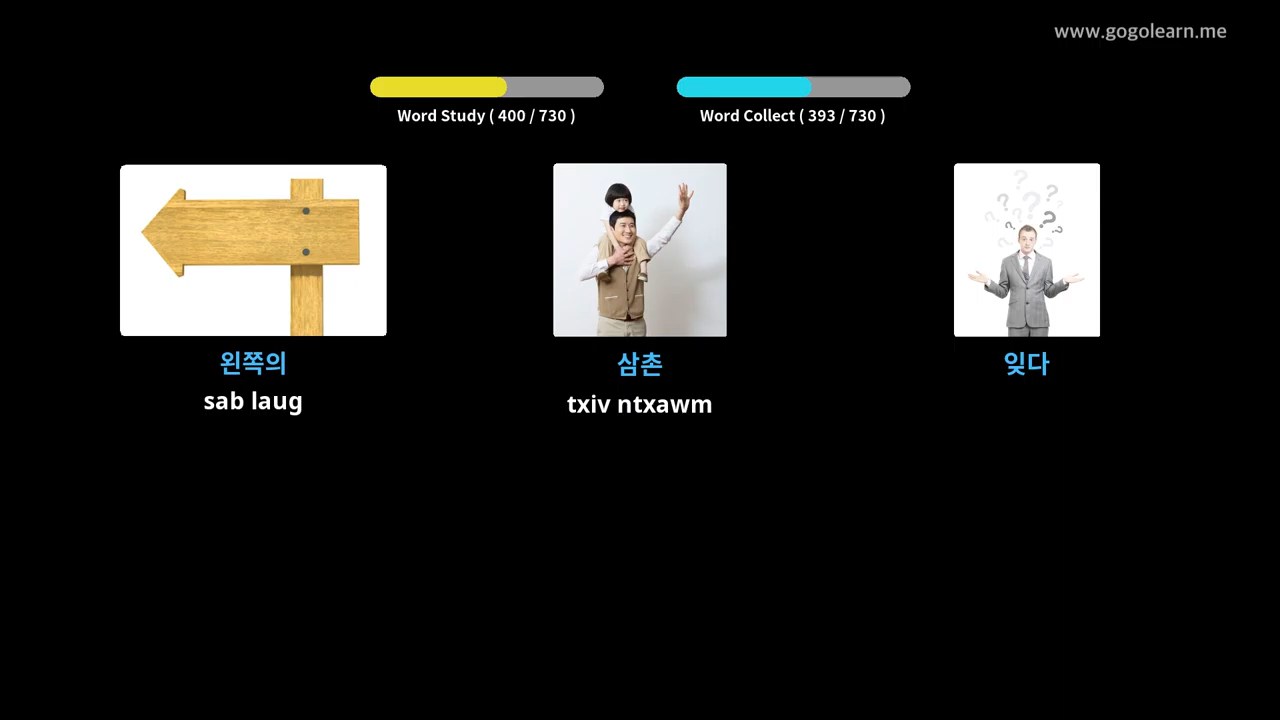 www.gogolearn.me
Word Study ( 400 / 730 )
Word Collect ( 393 / 730 )
왼쪽의
삼촌
잊다
sab laug
txiv ntxawm